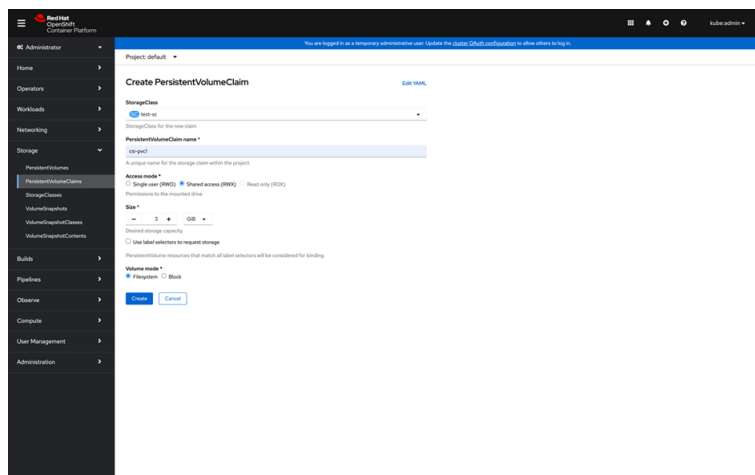 Red Hat
OpenShift
Container Platform
kube:admin
Administrator
You are logged in as a temporary administrative user. Update the cluster OAuth configuration to allow others to log in.
Home
Operators
Workloads
Networking
Storage
PersistentVolumes
PersistentVolumeClaims
StorageClasses
VolumeSnapshots
VolumeSnapshotClasses
VolumeSnapshotContents
Builds
Pipelines
Observe
Compute
User Management
Administration
Project: default
Create PersistentVolumeClaim
Edit YAML
StorageClass
SC test-sc
StorageClass for the new claim
PersistentVolumeClaim name *
csi-pvc1
A unique name for the storage claim within the project
Access mode *
Single user (RWO) Shared access (RWX) Read only (ROX)
Permissions to the mounted drive
Size *
3 GiB
Desired storage capacity
Use label selectors to request storage
PersistentVolume resources that match all label selectors will be considered for binding.
Volume mode *
Filesystem Block
Create Cancel